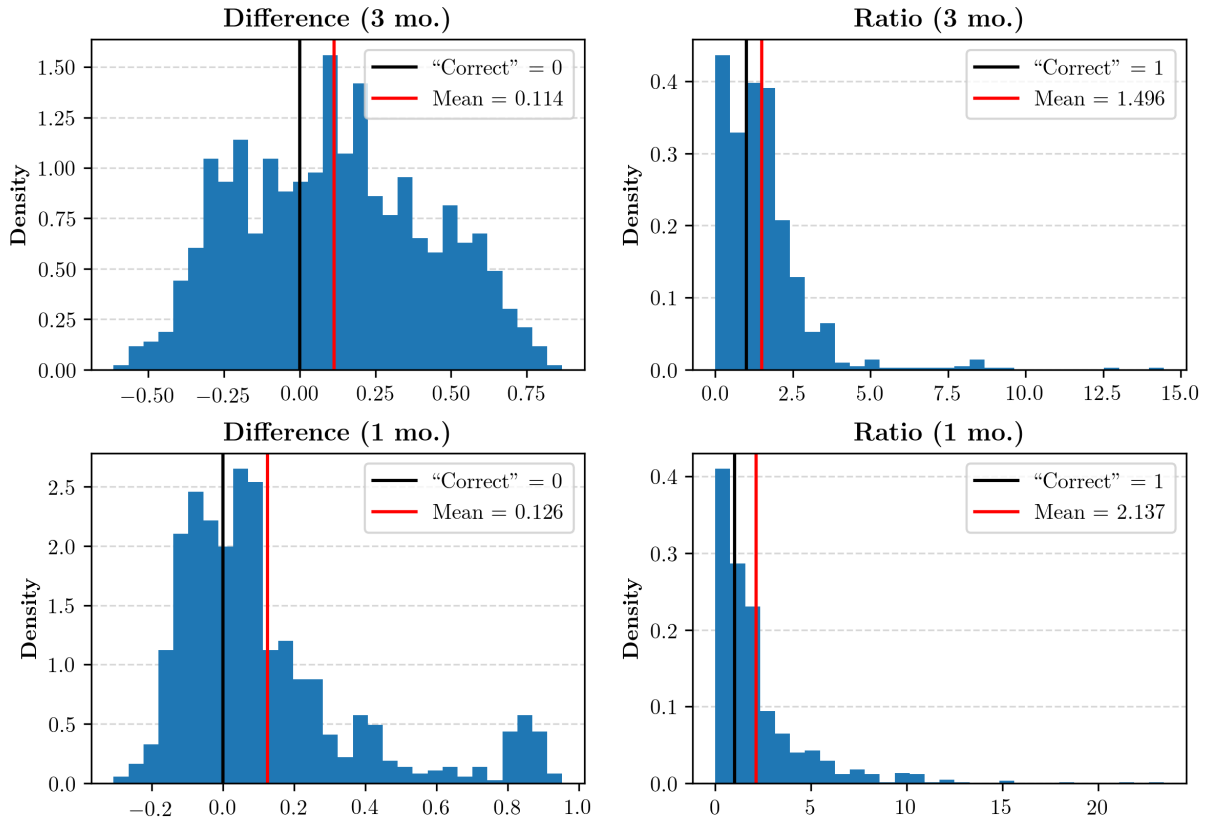 Difference (3 mo.)
Density
1.50
1.25
1.00
0.75
0.50
0.25
0.00
−0.50 −0.25 0.00 0.25 0.50 0.75
“Correct” = 0
Mean = 0.114
Ratio (3 mo.)
Density
0.4
0.3
0.2
0.1
0.0
0.0 2.5 5.0 7.5 10.0 12.5 15.0
“Correct” = 1
Mean = 1.496
Difference (1 mo.)
Density
2.5
2.0
1.5
1.0
0.5
0.0
−0.2 0.0 0.2 0.4 0.6 0.8 1.0
“Correct” = 0
Mean = 0.126
Ratio (1 mo.)
Density
0.4
0.3
0.2
0.1
0.0
0 5 10 15 20
“Correct” = 1
Mean = 2.137